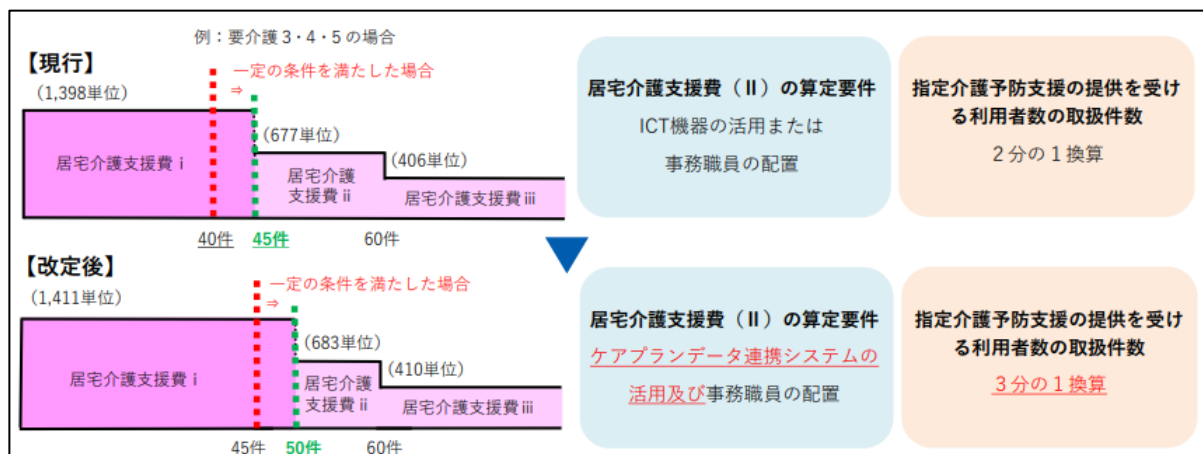 例：要介護3・4・5の場合
【現行】
一定の条件を満たした場合
⇒
(1,398単位)
(677単位)
(406単位)
居宅介護支援費ⅰ
居宅介護
支援費ⅱ
居宅介護支援費ⅲ
40件
45件
60件
居宅介護支援費（Ⅱ）の算定要件
ICT機器の活用または
事務職員の配置
指定介護予防支援の提供を受け
る利用者数の取扱件数
２分の１換算
【改定後】
一定の条件を満たした場合
⇒
(1,411単位)
(683単位)
(410単位)
居宅介護支援費ⅰ
居宅介護
支援費ⅱ
居宅介護支援費ⅲ
45件
50件
60件
居宅介護支援費（Ⅱ）の算定要件
ケアプランデータ連携システムの
活用及び事務職員の配置
指定介護予防支援の提供を受け
る利用者数の取扱件数
３分の１換算